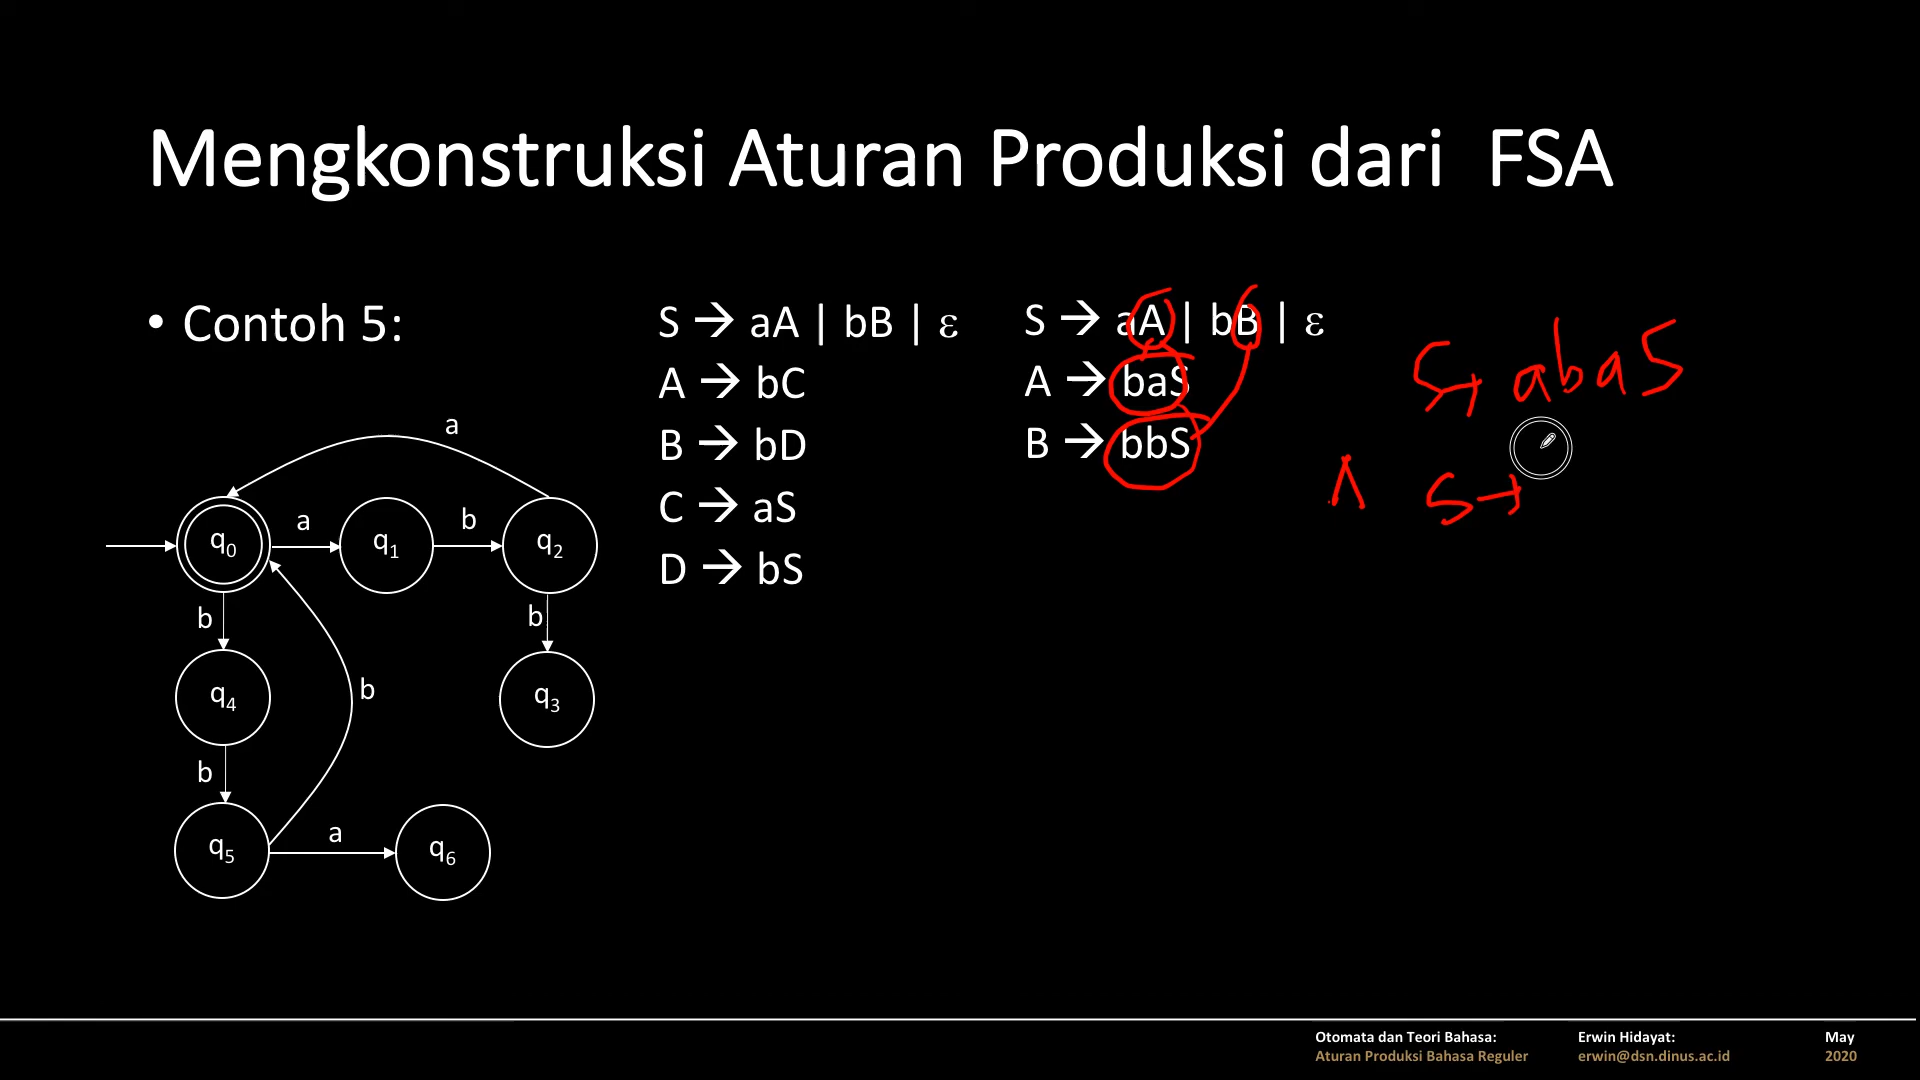 Mengkonstruksi Aturan Produksi dari FSA
• Contoh 5:
S → aA | bB | ε
A → bC
B → bD
C → aS
D → bS
S → aA | bB | ε
A → baS
B → bbS
S → abaS
S →
a
q0
a
q1
b
q2
b
b
q4
b
q3
b
q5
a
q6
Otomata dan Teori Bahasa:
Aturan Produksi Bahasa Reguler
Erwin Hidayat:
erwin@dsn.dinus.ac.id
May
2020